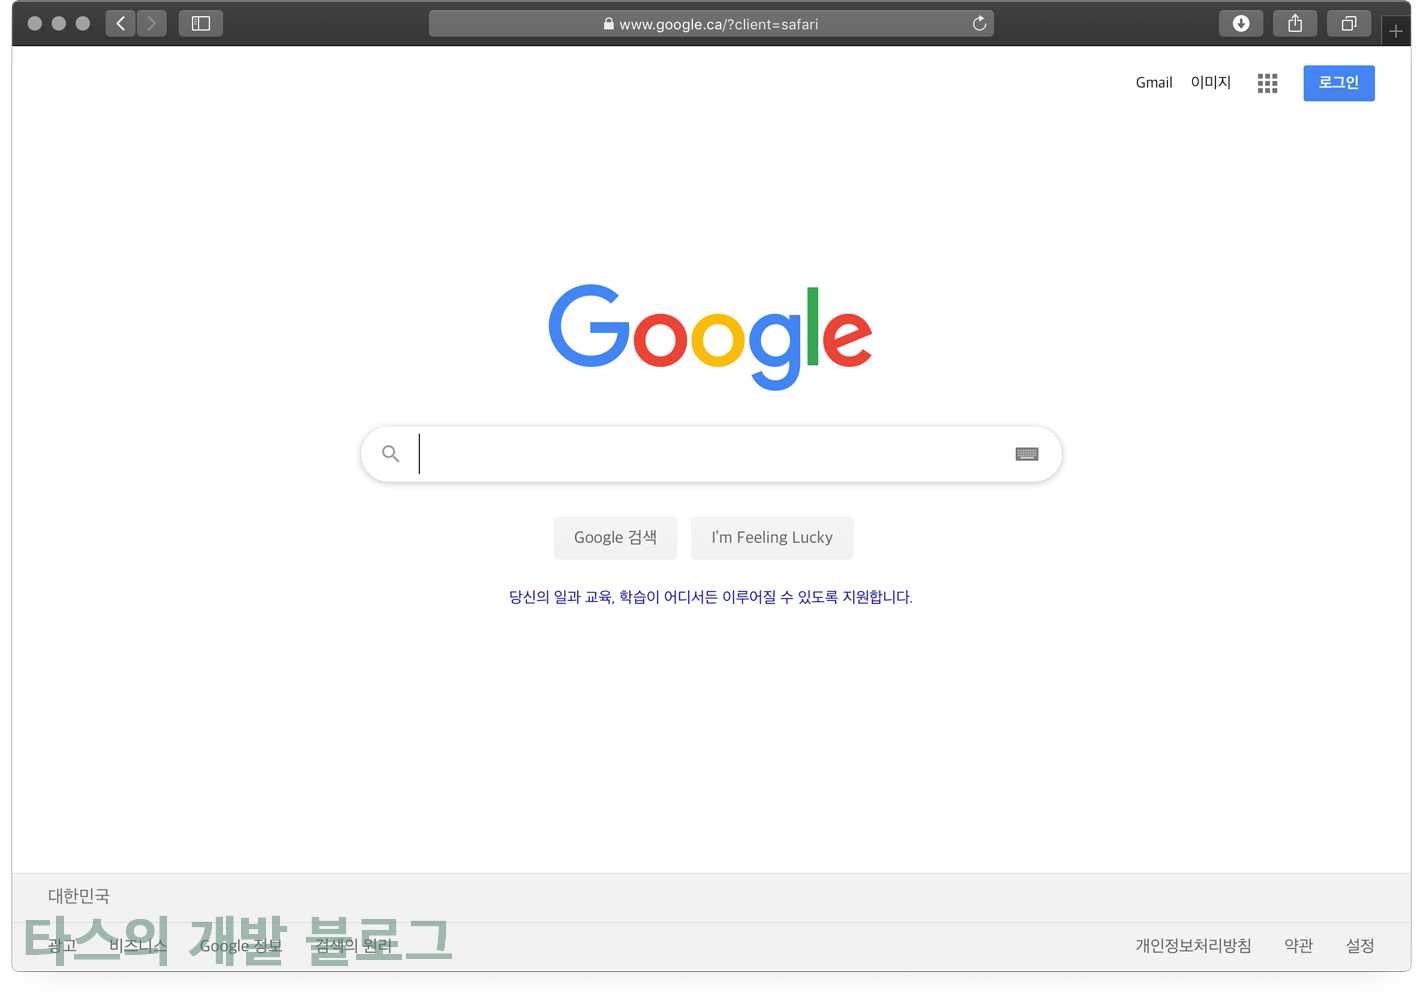 www.google.ca/?client=safari
Gmail 이미지 로그인
Google
Google 검색 I'm Feeling Lucky
당신의 일과 교육, 학습이 어디서든 이루어질 수 있도록 지원합니다.
대한민국
타스의 개발 블로그
광고 비즈니스 Google 정보 검색의 원리 개인정보처리방침 약관 설정